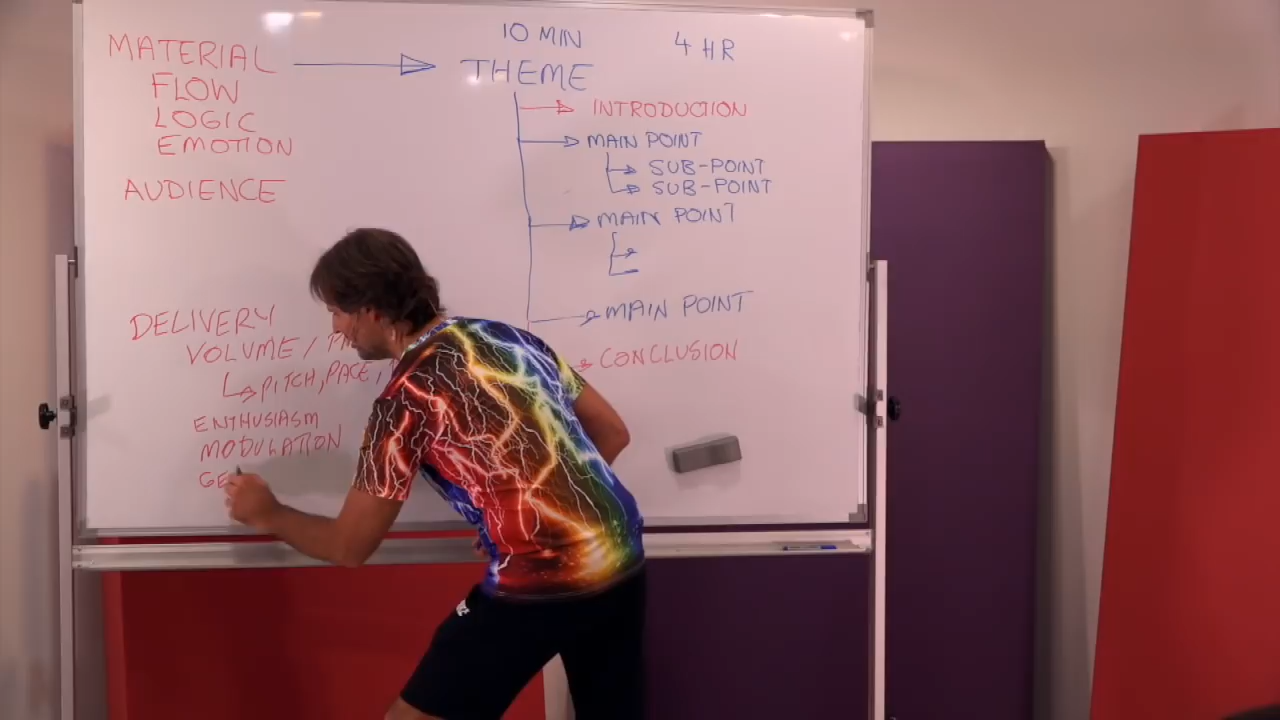 MATERIAL
FLOW
LOGIC
EMOTION
AUDIENCE
DELIVERY
VOLUME /
PITCH, PACE,
ENTHUSIASM
MODULATION
GE
10 MIN
4 HR
THEME
INTRODUCTION
MAIN POINT
SUB-POINT
SUB-POINT
MAIN POINT
MAIN POINT
CONCLUSION